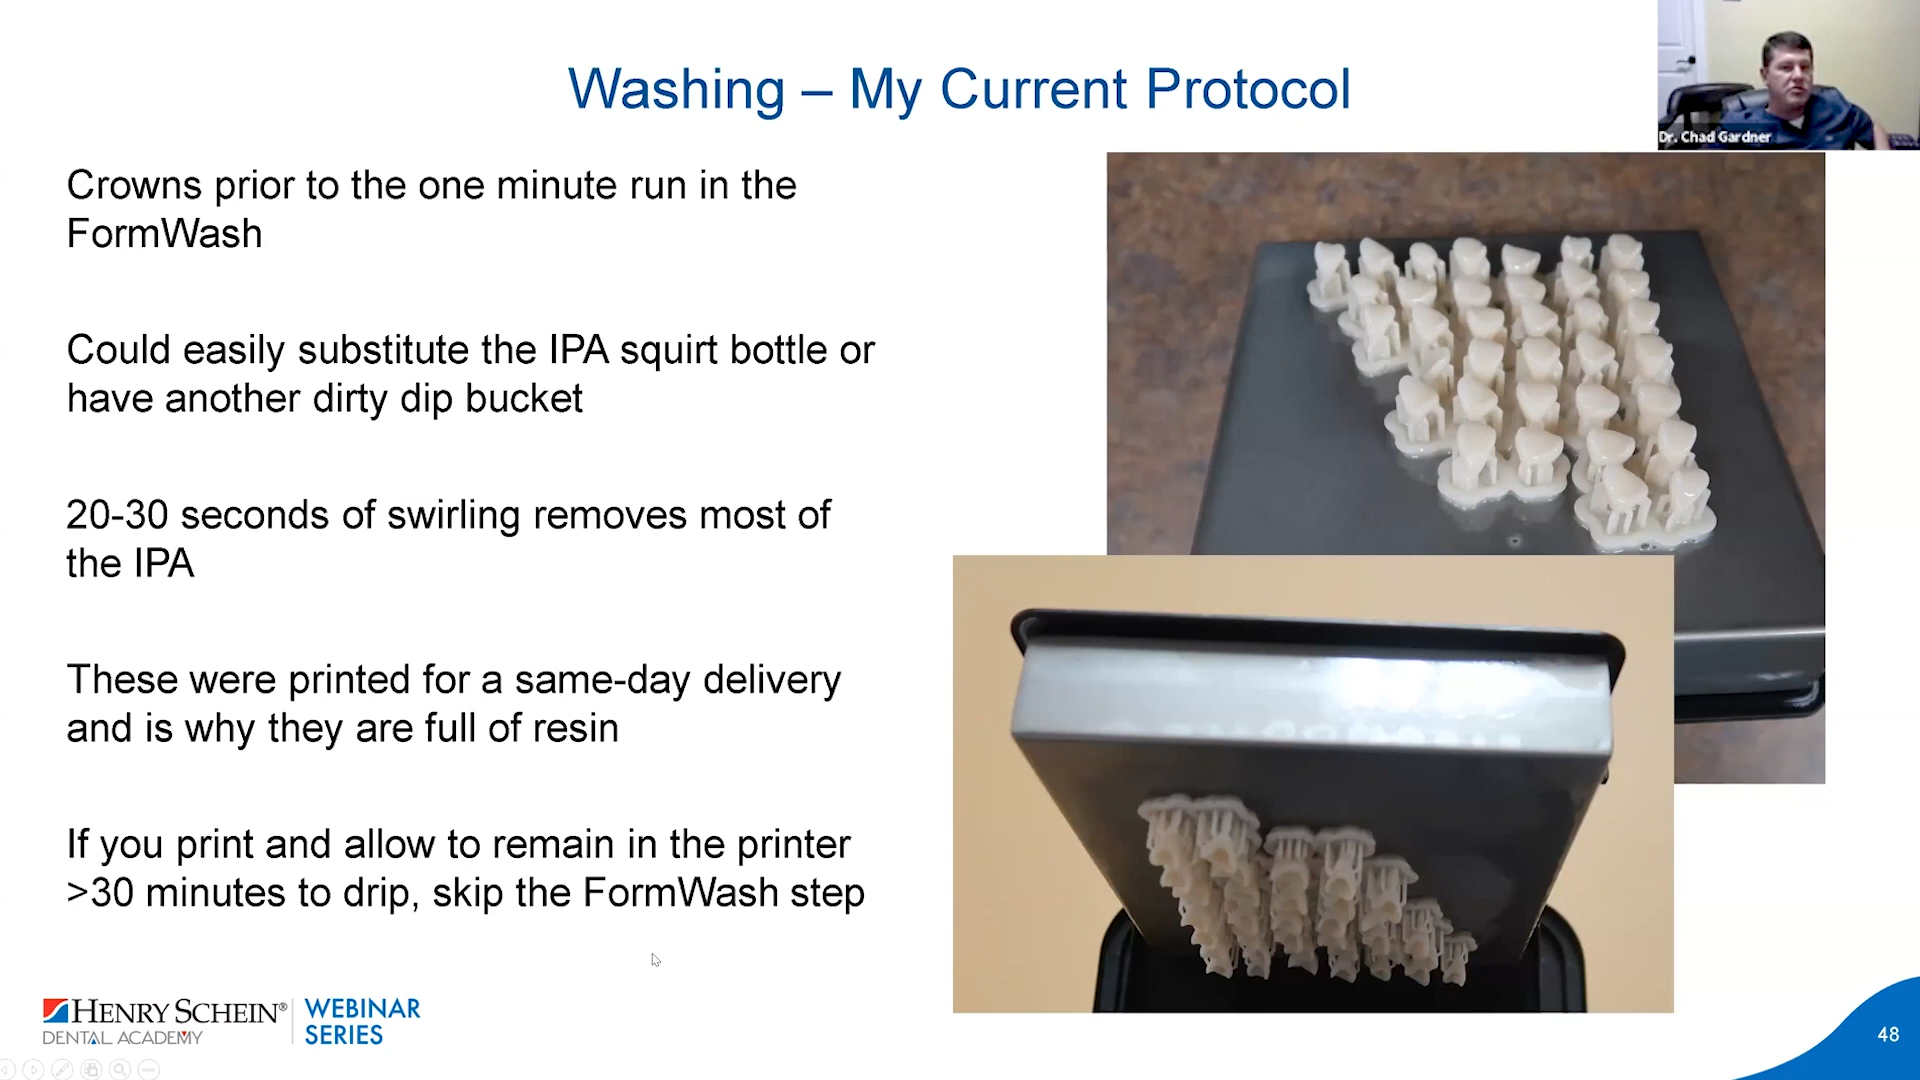 Washing – My Current Protocol
Dr. Chad Gardner
Crowns prior to the one minute run in the
FormWash
Could easily substitute the IPA squirt bottle or
have another dirty dip bucket
20-30 seconds of swirling removes most of
the IPA
These were printed for a same-day delivery
and is why they are full of resin
If you print and allow to remain in the printer
>30 minutes to drip, skip the FormWash step
HENRY SCHEIN®
DENTAL ACADEMY
WEBINAR
SERIES
48